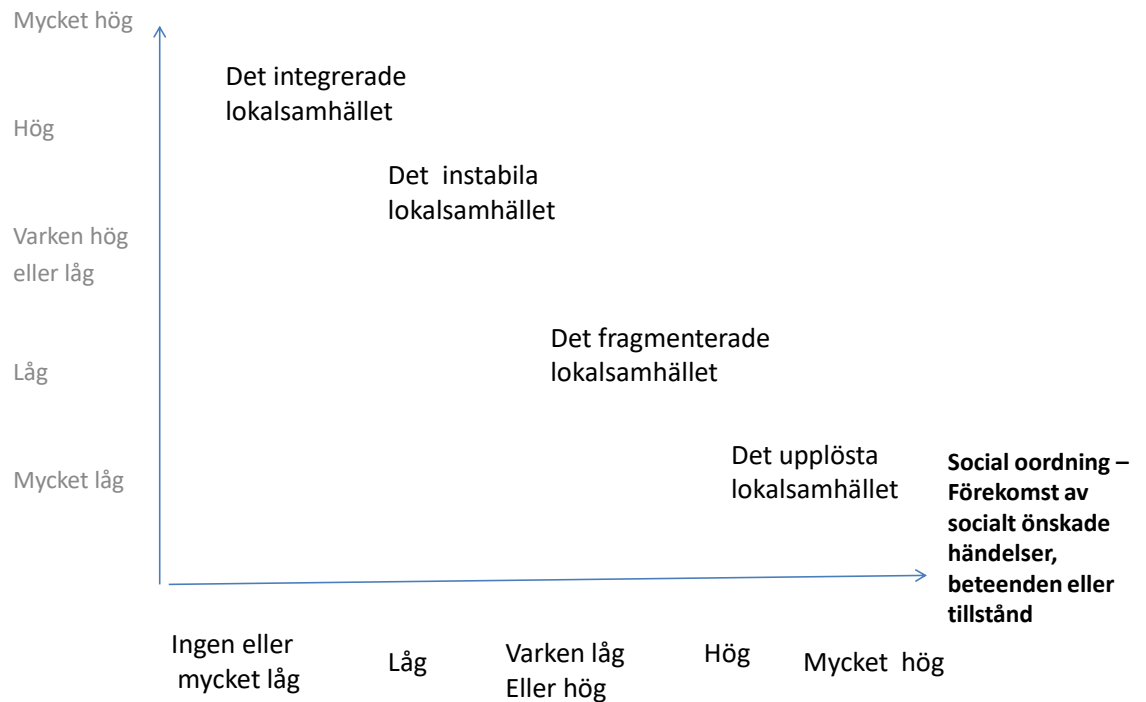 Mycket hög
Det integrerade
lokalsamhället
Hög
Det instabila
lokalsamhället
Varken hög
eller låg
Det fragmenterade
lokalsamhället
Låg
Det upplösta
lokalsamhället
Mycket låg
Social oordning –
Förekomst av
socialt önskade
händelser,
beteenden eller
tillstånd
Ingen eller
mycket låg
Låg
Varken låg
Eller hög
Hög
Mycket hög